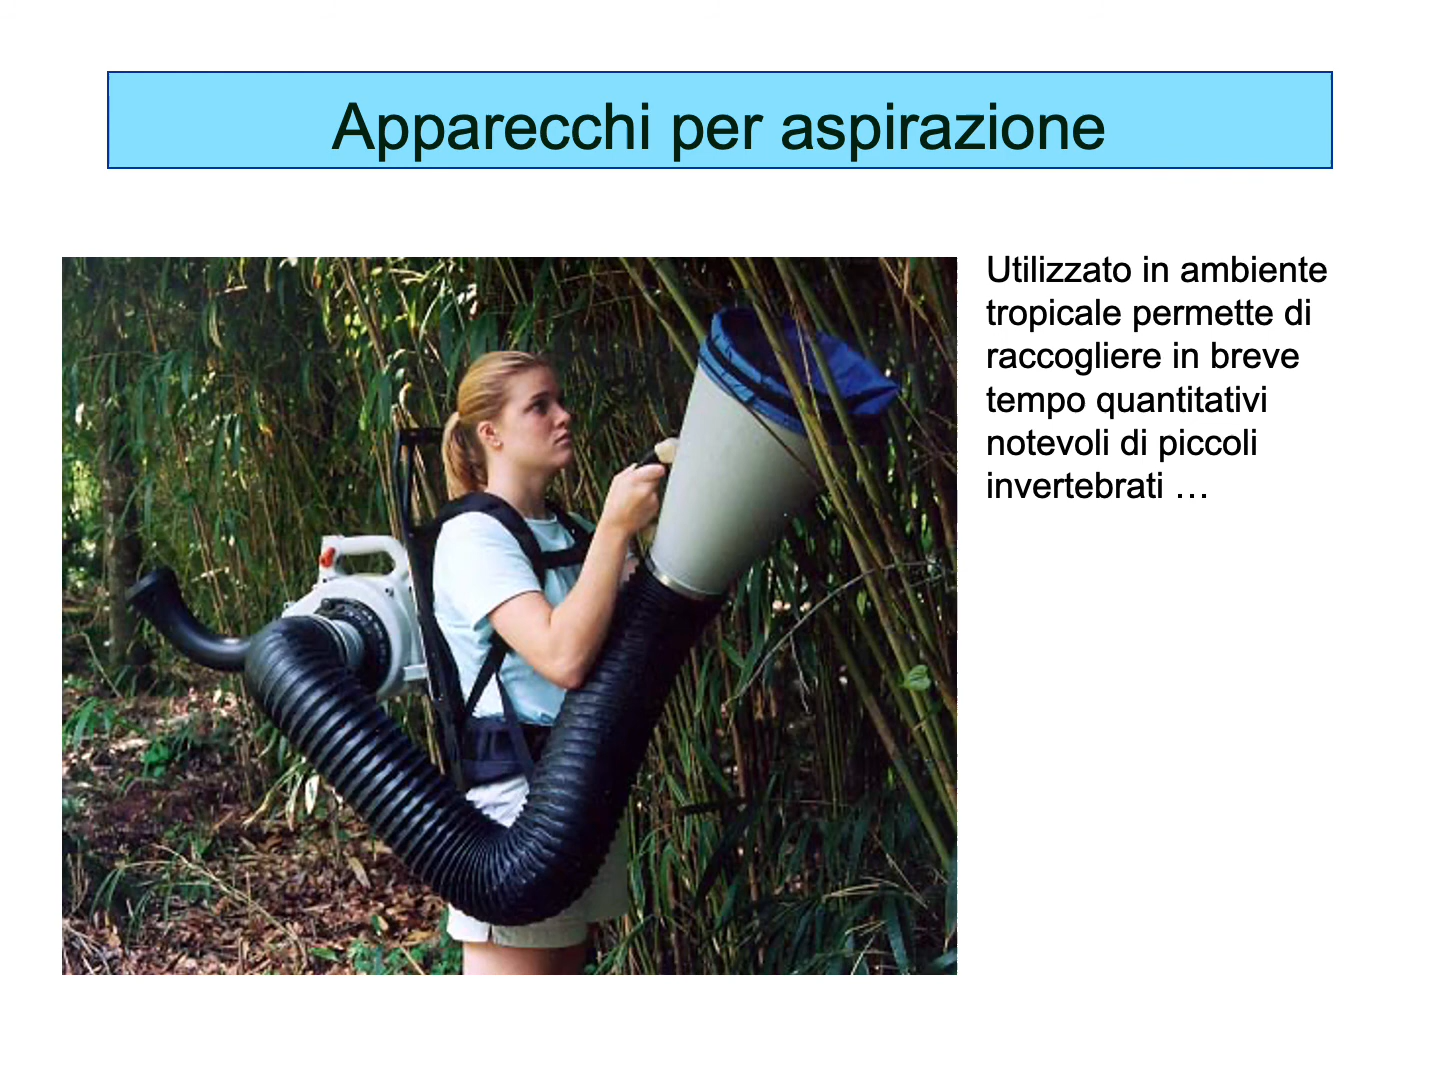 Apparecchi per aspirazione
Utilizzato in ambiente
tropicale permette di
raccogliere in breve
tempo quantitativi
notevoli di piccoli
invertebrati …